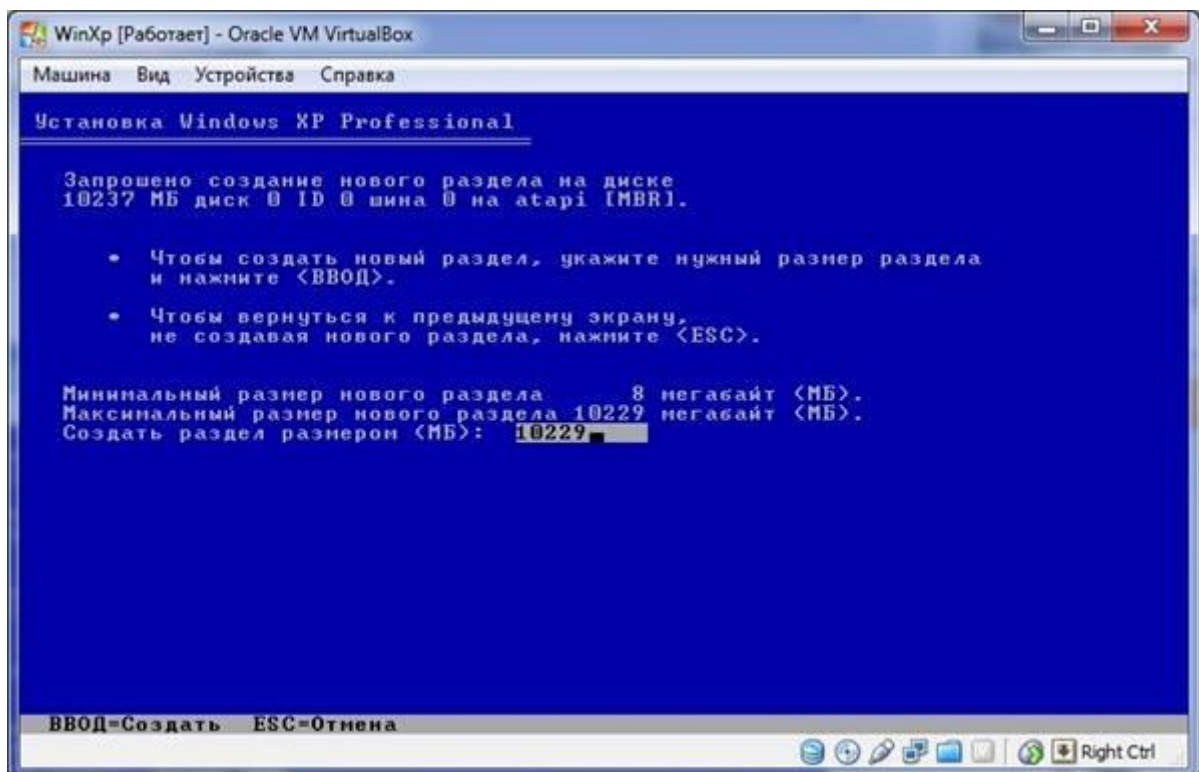 WinXp [Работает] - Oracle VM VirtualBox
Машина Вид Устройства Справка
Установка Windows XP Professional
Запрошено создание нового раздела на диске
10237 МБ диск 0 ID 0 шина 0 на atapi [MBR].
• Чтобы создать новый раздел, укажите нужный размер раздела
и нажмите <ВВОД>.
• Чтобы вернуться к предыдущему экрану,
не создавая нового раздела, нажмите <ESC>.
Минимальный размер нового раздела 8 мегабайт (МБ).
Максимальный размер нового раздела 10229 мегабайт (МБ).
Создать раздел размером (МБ): 10229
ВВОД=Создать ESC=Отмена
Right Ctrl